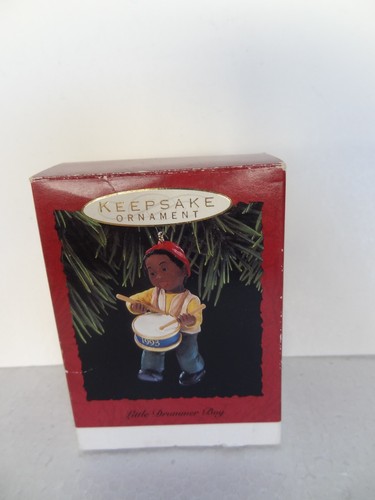 KEEPSAKE
ORNAMENT
1993
Little Drummer Boy